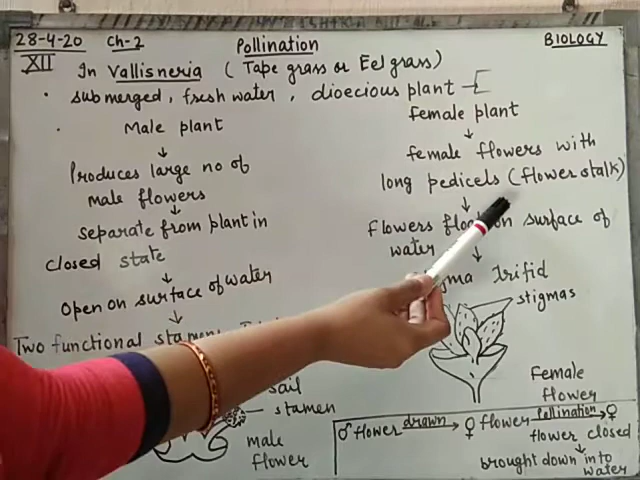 28-4-20 Ch-2 Pollination BIOLOGY
XII
In Vallisneria (Tape grass or Eel grass)
• submerged, fresh water, dioecious plant →
Male plant
↓
Produces large no of
male flowers
↓
separate from plant in
closed state
↓
Open on surface of water
↓
Two functional
Female plant
↓
female flowers with
long pedicels (flower stalk)
↓
Flowers on surface of
water
↓
trifid
stigmas
Female
flower
sail
stamen
male
flower
♂ flower drawn → ♀ flower Pollination → ♀
flower closed
↓
brought down into
water